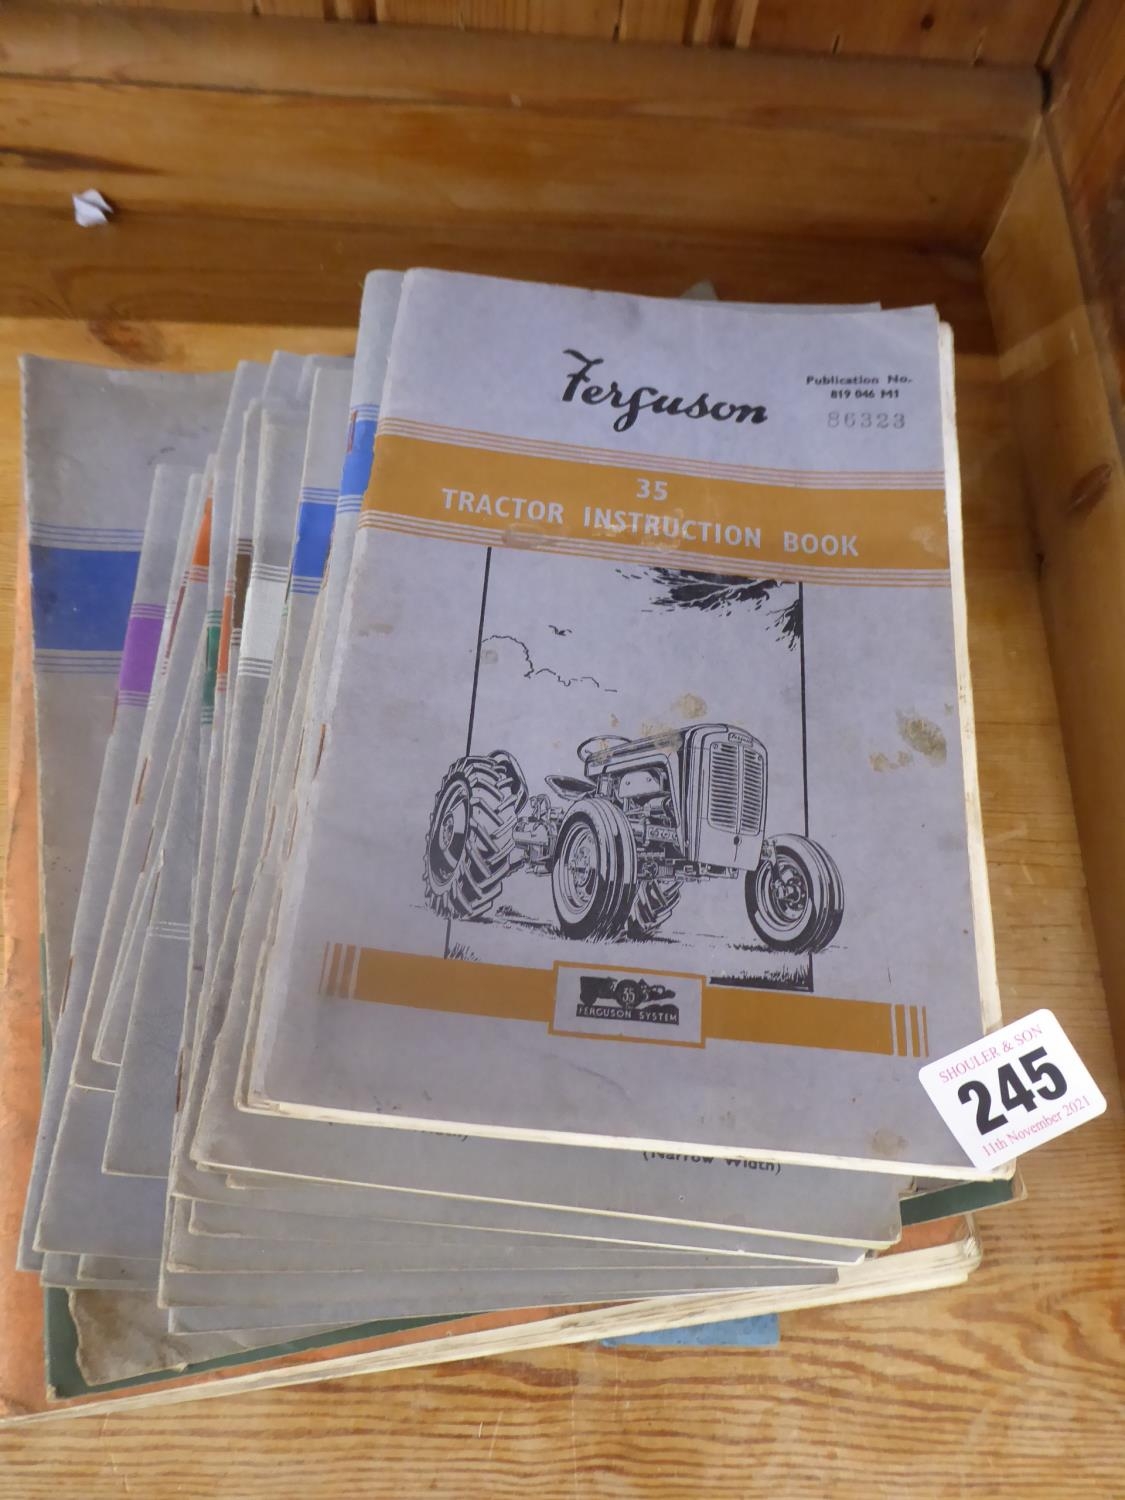 Ferguson
Publication No.
819 046 M1
86323
35
TRACTOR INSTRUCTION BOOK
Ferguson
35
FERGUSON SYSTEM
(Narrow Width)
SHOULER & SON
245
11th November 2021